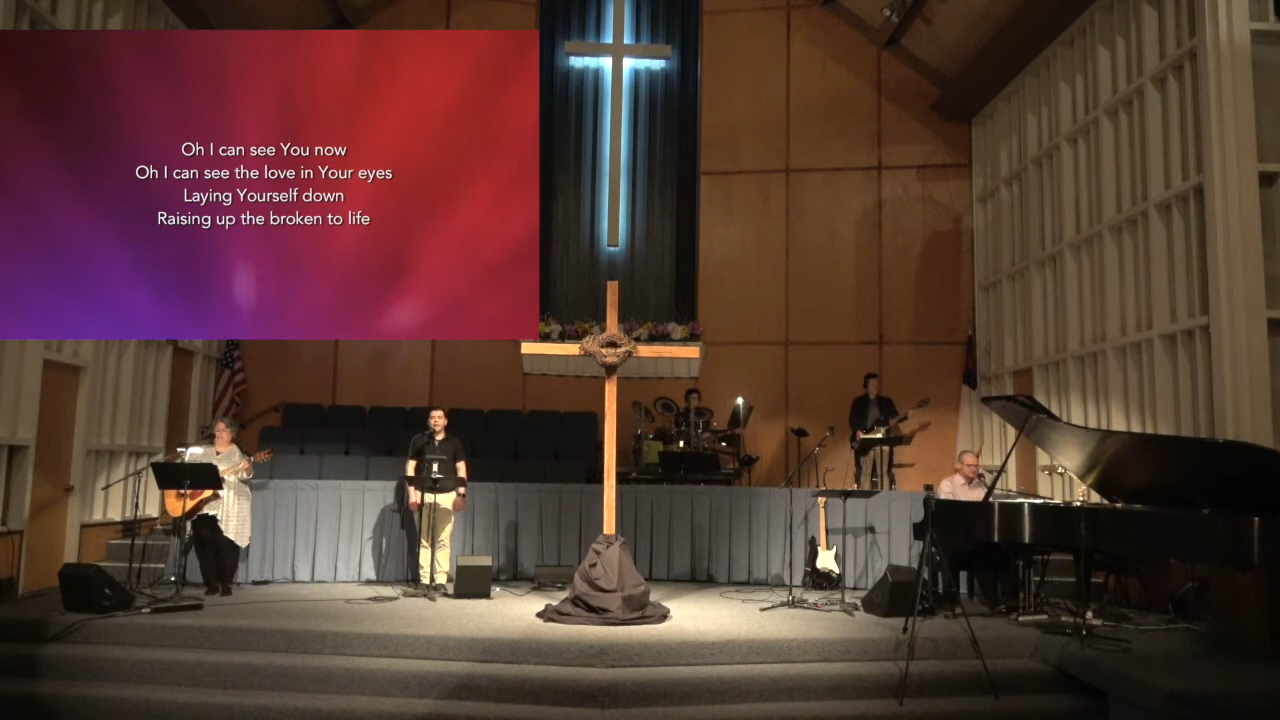 Oh I can see You now
Oh I can see the love in Your eyes
Laying Yourself down
Raising up the broken to life